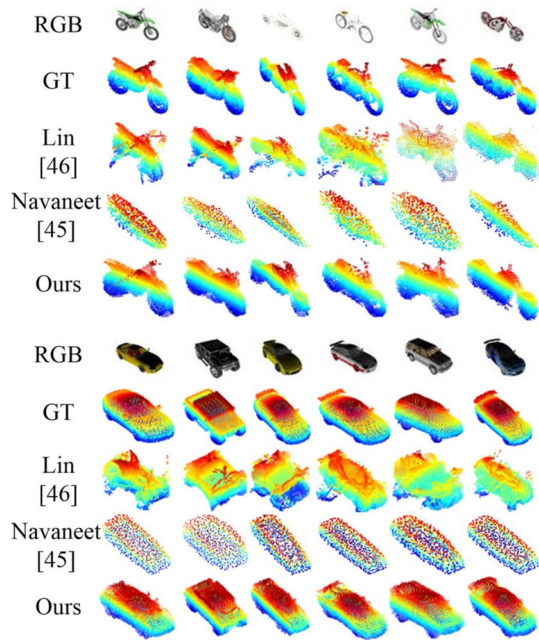 RGB
GT
Lin
[46]
Navaneet
[45]
Ours
RGB
GT
Lin
[46]
Navaneet
[45]
Ours